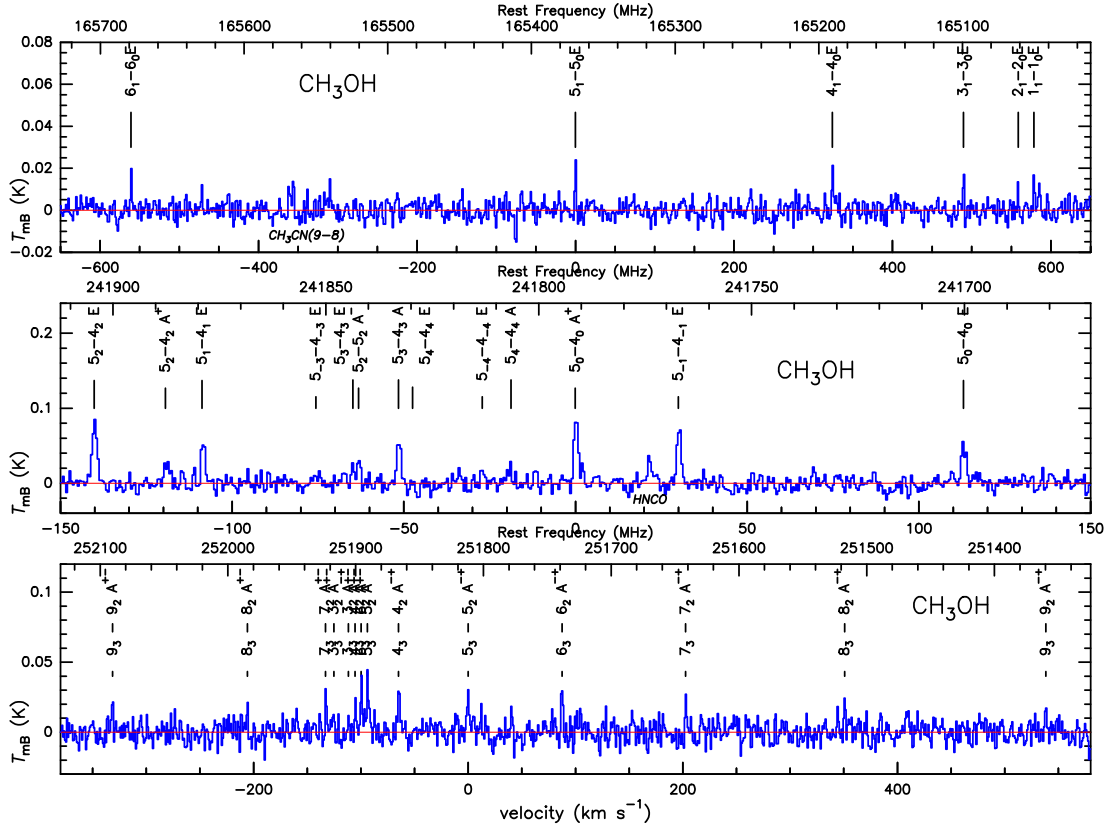 Rest Frequency (MHz)
165700 165600 165500 165400 165300 165200 165100
0.08
0.06
0.04
0.02
0
−0.02
T_mB (K)
6₁−6₀E
CH₃OH
5₁−5₀E
4₁−4₀E
3₁−3₀E
2₁−2₀E
1₁−1₀E
CH₃CN(9−8)
−600 −400 −200 0 200 400 600
Rest Frequency (MHz)
241900 241850 241800 241750 241700
0.2
0.1
0
T_mB (K)
5₂−4₂ E
5₂−4₂ A⁺
5₁−4₁ E
5₋₃−4₋₃ E
5₃−4₃ E
5₂−5₂ A⁻
5₃−4₃ A
5₄−4₄ E
5₋₄−4₋₄ E
5₄−4₄ A
5₀−4₀ A⁺
5₋₁−4₋₁ E
CH₃OH
5₀−4₀ E
HNCO
−150 −100 −50 0 50 100 150
Rest Frequency (MHz)
252100 252000 251900 251800 251700 251600 251500 251400
0.1
0.05
0
T_mB (K)
9₃ − 9₂ A⁻⁺
8₃ − 8₂ A⁻⁺
4₃ − 4₂ A⁻⁺
5₃ − 5₂ A⁻⁺
6₃ − 6₂ A⁻⁺
7₃ − 7₂ A⁻⁺
8₃ − 8₂ A⁻⁺
CH₃OH
9₃ − 9₂ A⁻⁺
−200 0 200 400
velocity (km s⁻¹)